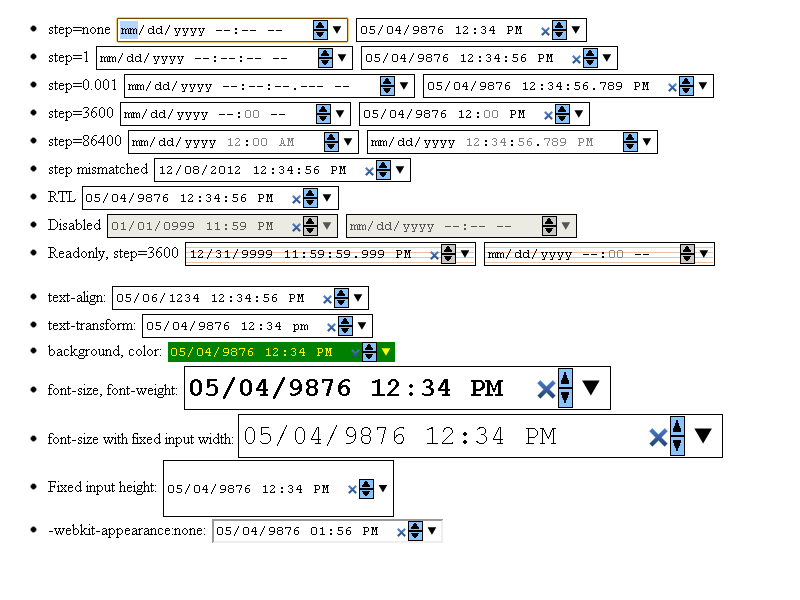 step=none mm/dd/yyyy --:-- -- 05/04/9876 12:34 PM
step=1 mm/dd/yyyy --:--:-- -- 05/04/9876 12:34:56 PM
step=0.001 mm/dd/yyyy --:--:--.--- -- 05/04/9876 12:34:56.789 PM
step=3600 mm/dd/yyyy --:00 -- 05/04/9876 12:00 PM
step=86400 mm/dd/yyyy 12:00 AM mm/dd/yyyy 12:34:56.789 PM
step mismatched 12/08/2012 12:34:56 PM
RTL 05/04/9876 12:34:56 PM
Disabled 01/01/0999 11:59 PM mm/dd/yyyy --:-- --
Readonly, step=3600 12/31/9999 11:59:59.999 PM mm/dd/yyyy --:00 --
text-align: 05/06/1234 12:34:56 PM
text-transform: 05/04/9876 12:34 pm
background, color: 05/04/9876 12:34 PM
font-size, font-weight: 05/04/9876 12:34 PM
font-size with fixed input width: 05/04/9876 12:34 PM
Fixed input height: 05/04/9876 12:34 PM
-webkit-appearance:none: 05/04/9876 01:56 PM